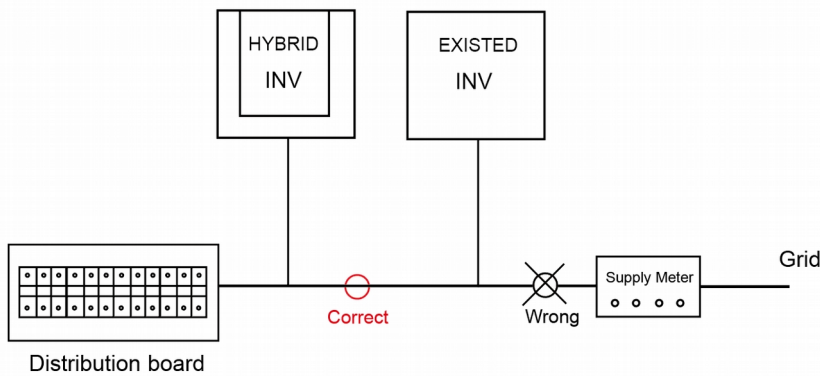 HYBRID
INV
EXISTED
INV
Grid
Supply Meter
Correct
Wrong
Distribution board